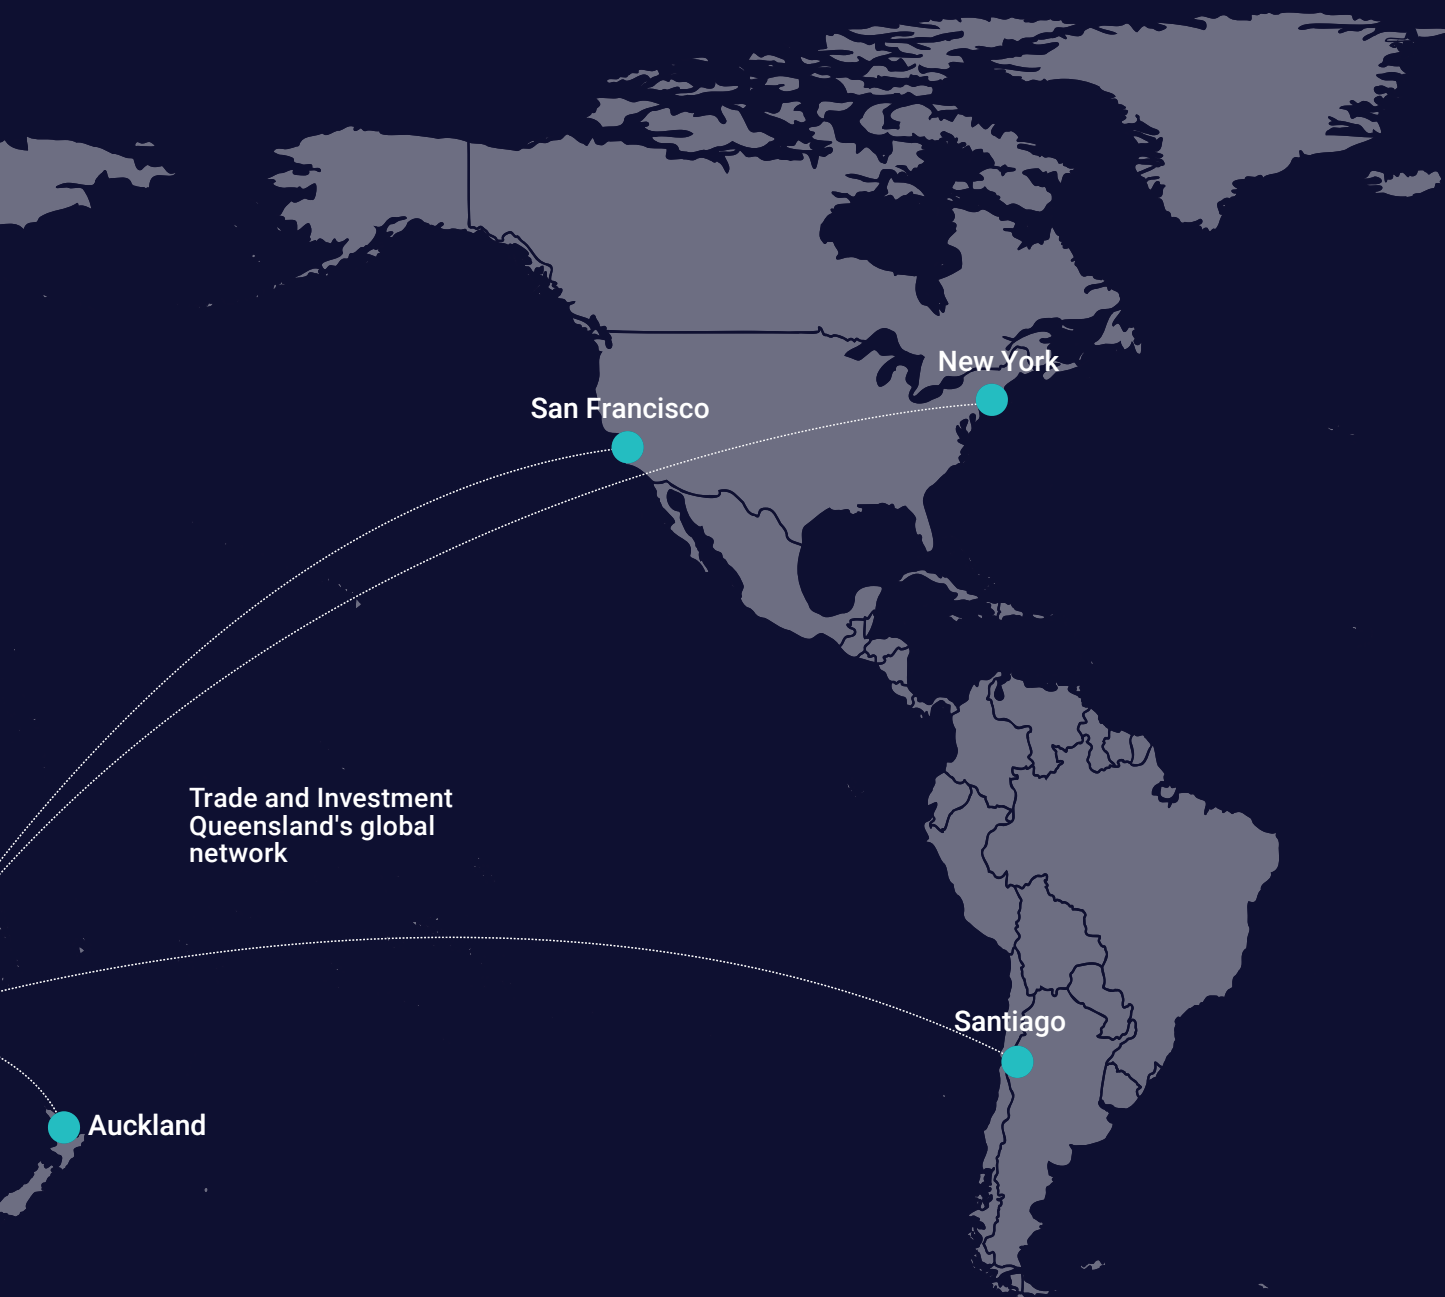 New York
San Francisco
Trade and Investment
Queensland's global
network
Santiago
Auckland